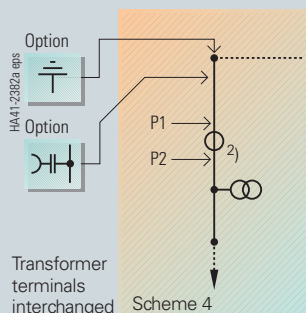 Option
HA41-2382a eps
Option
P1
2)
P2
Transformer
terminals
interchanged
Scheme 4